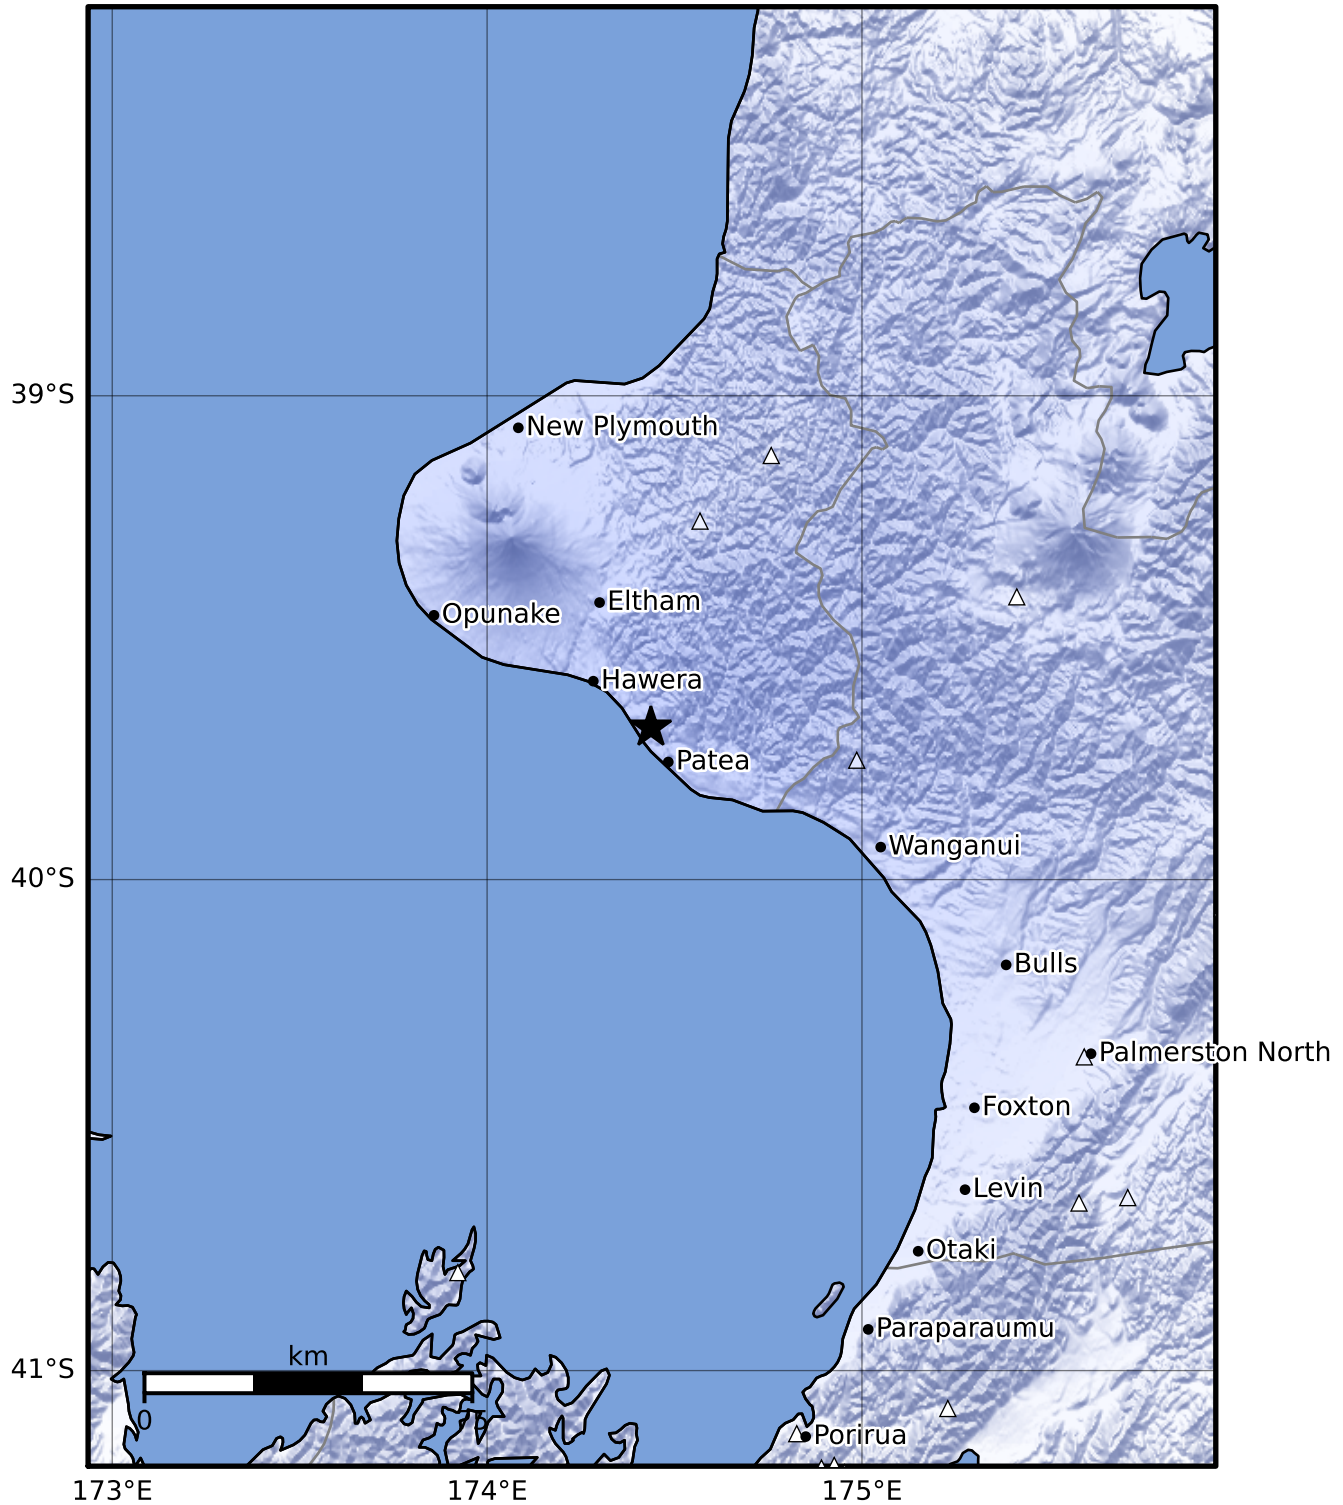 39°S
New Plymouth
Eltham
Opunake
Hawera
Patea
Wanganui
40°S
Bulls
Palmerston North
Foxton
Levin
Otaki
Paraparaumu
km
41°S
0
Porirua
173°E
174°E
175°E